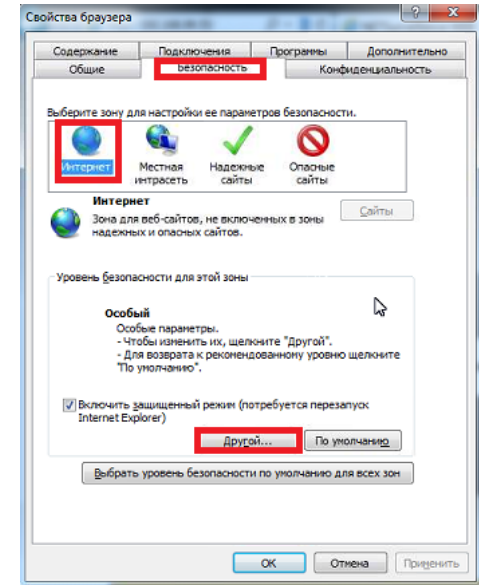 Свойства браузера
Содержание Подключения Программы Дополнительно
Общие Безопасность Конфиденциальность
Выберите зону для настройки ее параметров безопасности.
Интернет
Местная интрасеть
Надежные сайты
Опасные сайты
Интернет
Зона для веб-сайтов, не включенных в зоны
надежных и опасных сайтов.
Сайты
Уровень безопасности для этой зоны
Особый
Особые параметры.
- Чтобы изменить их, щелкните "Другой".
- Для возврата к рекомендованному уровню щелкните
"По умолчанию".
Включить защищенный режим (потребуется перезапуск
Internet Explorer)
Другой... По умолчанию
Выбрать уровень безопасности по умолчанию для всех зон
OK Отмена Применить